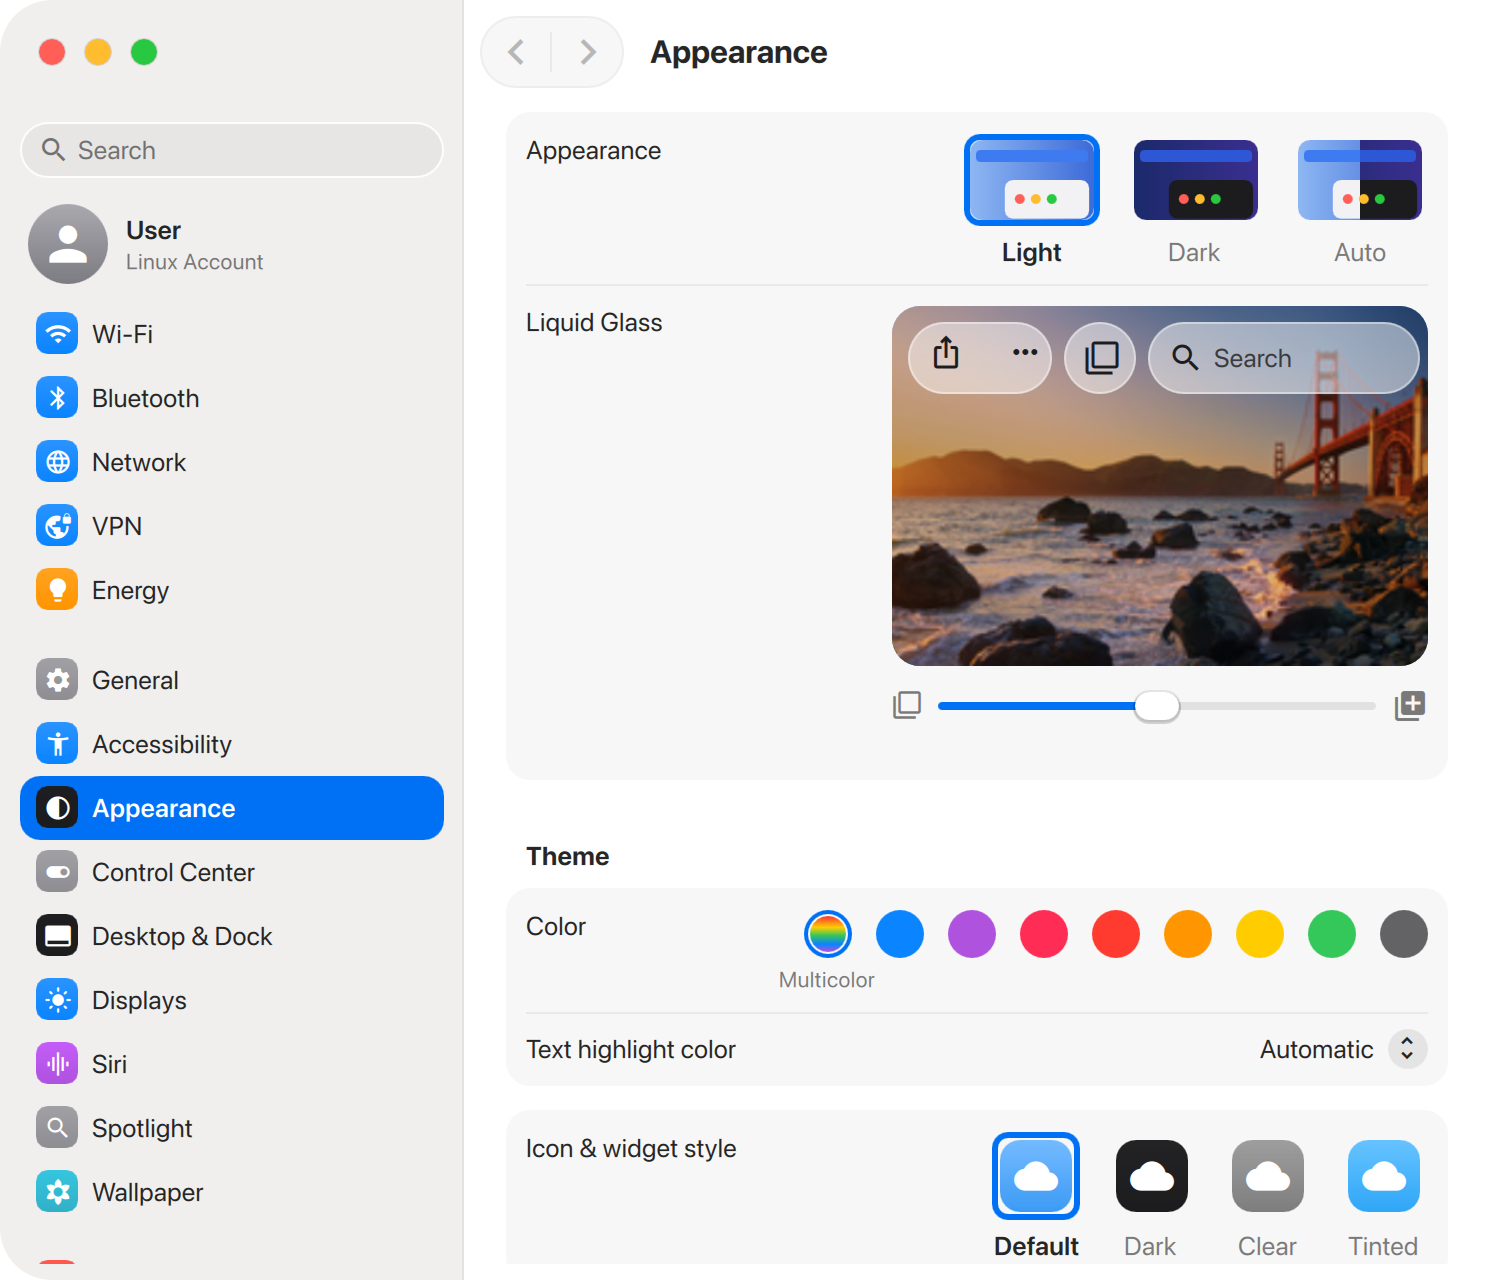 Search
User
Linux Account
Wi-Fi
Bluetooth
Network
VPN
Energy
General
Accessibility
Appearance
Control Center
Desktop & Dock
Displays
Siri
Spotlight
Wallpaper
Appearance
Appearance
Light
Dark
Auto
Liquid Glass
Search
Theme
Color
Multicolor
Text highlight color
Automatic
Icon & widget style
Default
Dark
Clear
Tinted